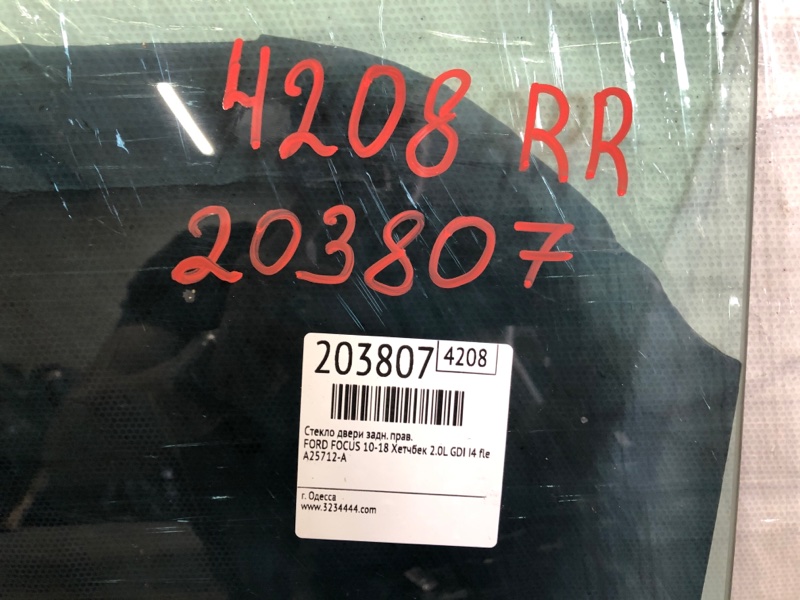 4208 RR
203807
203807 4208
Стекло двери задн. прав.
FORD FOCUS 10-18 Хетчбек 2.0L GDI I4 fle
A25712-A
г. Одесса
www.3234444.com